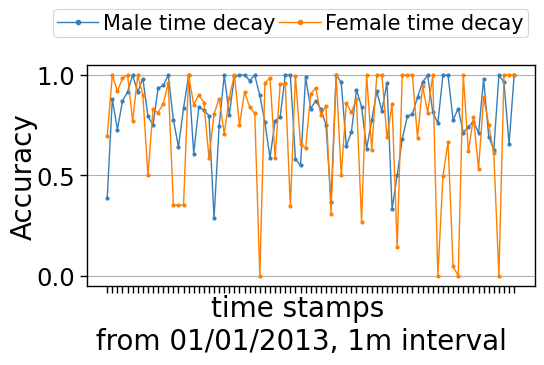 Male time decay Female time decay
1.0
0.5
0.0
Accuracy
time stamps
from 01/01/2013, 1m interval